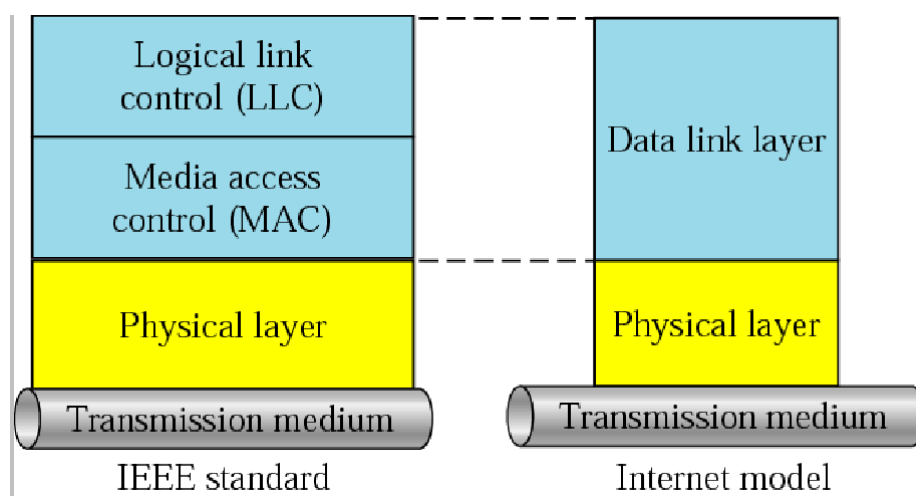 Logical link
control (LLC)
Media access
control (MAC)
Physical layer
Transmission medium
IEEE standard
Data link layer
Physical layer
Transmission medium
Internet model